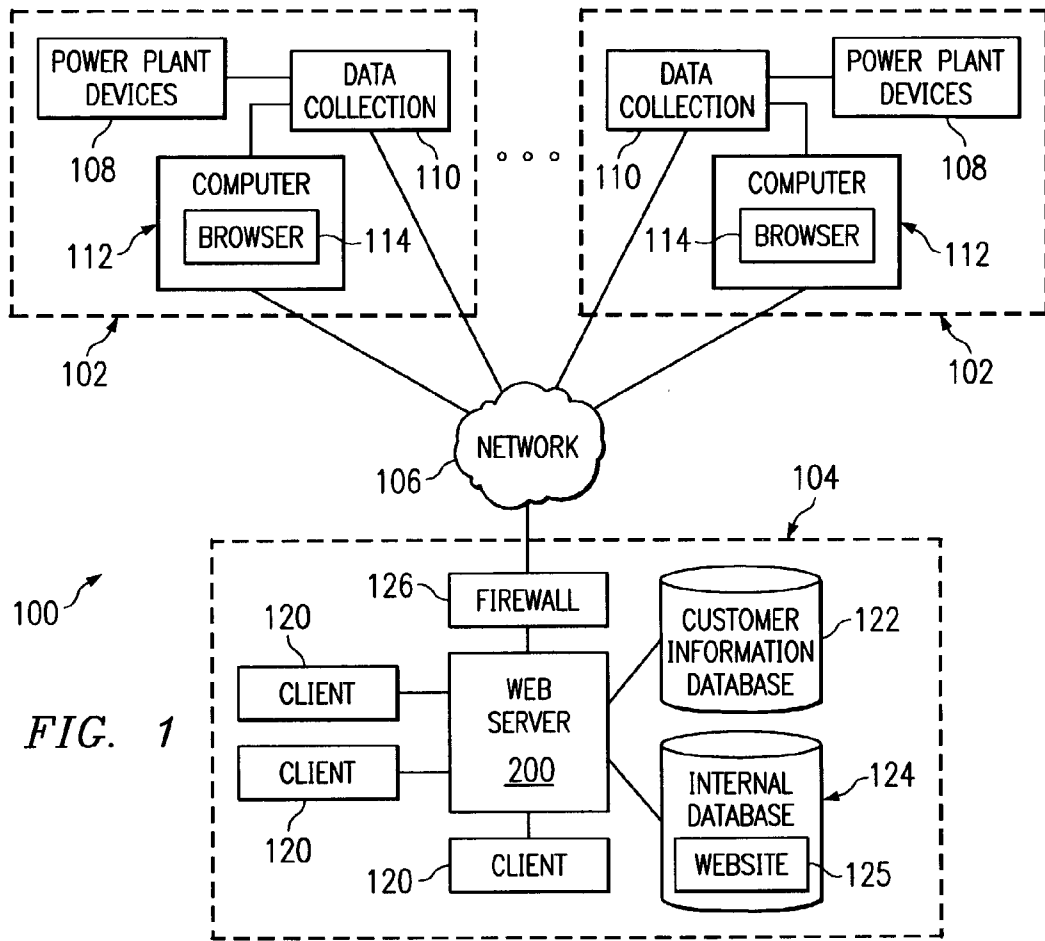 POWER PLANT
DEVICES
108
DATA
COLLECTION
110
COMPUTER
BROWSER
112
114
102
DATA
COLLECTION
110
POWER PLANT
DEVICES
108
COMPUTER
BROWSER
114
112
102
NETWORK
106
104
100
126
FIREWALL
120
CLIENT
WEB
SERVER
200
CUSTOMER
INFORMATION
DATABASE
122
FIG. 1
CLIENT
120
INTERNAL
DATABASE
124
WEBSITE
125
120
CLIENT